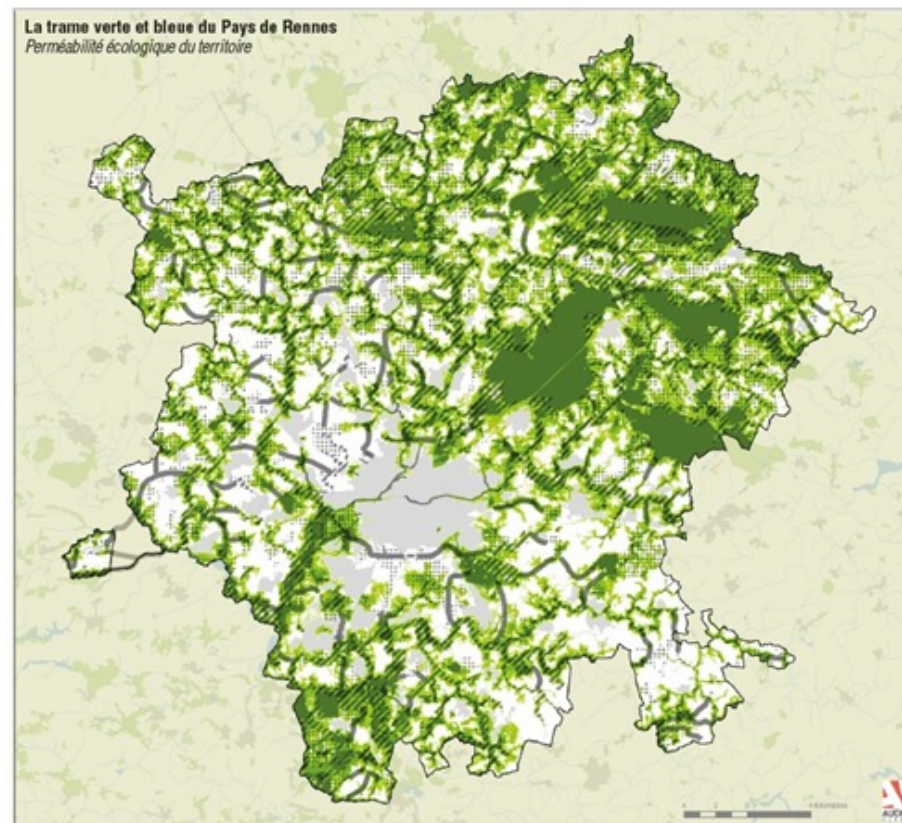 La trame verte et bleue du Pays de Rennes
Perméabilité écologique du territoire